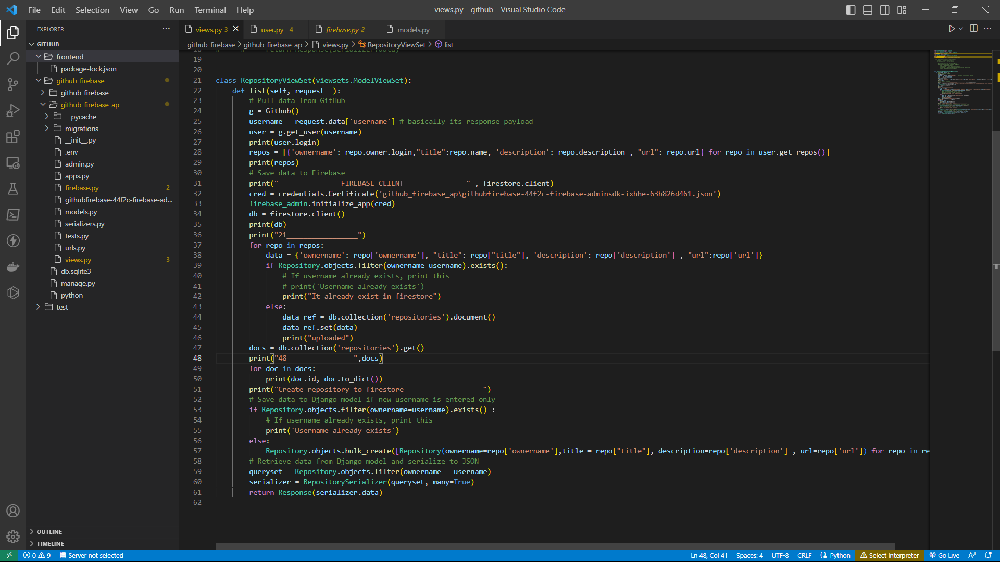 File Edit Selection View Go Run Terminal Help
views.py - github - Visual Studio Code
EXPLORER
GITHUB
frontend
package-lock.json
github_firebase
github_firebase
github_firebase_ap
__pycache__
migrations
__init__.py
.env
admin.py
apps.py
firebase.py 2
githubfirebase-44f2c-firebase-ad...
models.py
serializers.py
tests.py
urls.py
views.py 3
db.sqlite3
manage.py
python
test
OUTLINE
TIMELINE
views.py 3 user.py 4 firebase.py 2 models.py
github_firebase > github_firebase_ap > views.py > RepositoryViewSet > list
19
20
21 class RepositoryViewSet(viewsets.ModelViewSet):
22 def list(self, request  ):
23 # Pull data from GitHub
24 g = Github()
25 username = request.data['username'] # basically its response payload
26 user = g.get_user(username)
27 print(user.login)
28 repos = [{'ownername': repo.owner.login,"title":repo.name, 'description': repo.description , "url": repo.url} for repo in user.get_repos()]
29 print(repos)
30 # Save data to Firebase
31 print("---------------FIREBASE CLIENT---------------" , firestore.client)
32 cred = credentials.Certificate('github_firebase_ap\githubfirebase-44f2c-firebase-adminsdk-ixhhe-63b826d461.json')
33 firebase_admin.initialize_app(cred)
34 db = firestore.client()
35 print(db)
36 print("21_________________")
37 for repo in repos:
38 data = {'ownername': repo['ownername'], "title": repo["title"], 'description': repo['description'] , "url":repo['url']}
39 if Repository.objects.filter(ownername=username).exists():
40 # If username already exists, print this
41 # print('Username already exists')
42 print("It already exist in firestore")
43 else:
44 data_ref = db.collection('repositories').document()
45 data_ref.set(data)
46 print("uploaded")
47 docs = db.collection('repositories').get()
48 print("48________________",docs)
49 for doc in docs:
50 print(doc.id, doc.to_dict())
51 print("Create repository to firestore-------------------")
52 # Save data to Django model if new username is entered only
53 if Repository.objects.filter(ownername=username).exists() :
54 # If username already exists, print this
55 print('Username already exists')
56 else:
57 Repository.objects.bulk_create([Repository(ownername=repo['ownername'],title = repo["title"], description=repo['description'] , url=repo['url']) for repo in re
58 # Retrieve data from Django model and serialize to JSON
59 queryset = Repository.objects.filter(ownername = username)
60 serializer = RepositorySerializer(queryset, many=True)
61 return Response(serializer.data)
62
0 9 Server not selected
Ln 48, Col 41 Spaces: 4 UTF-8 CRLF Python Select Interpreter Go Live